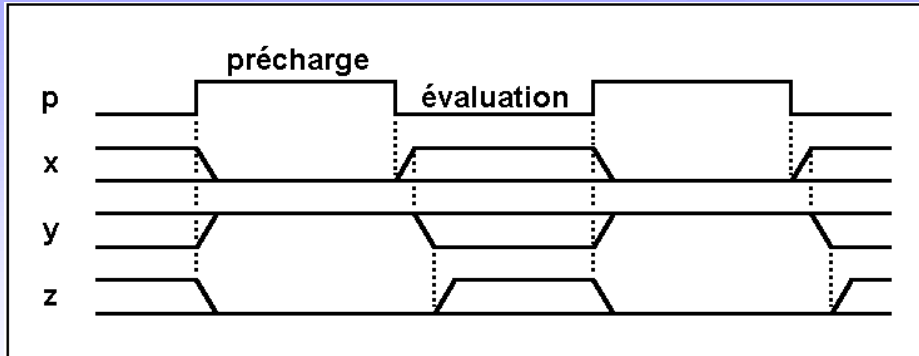 précharge
p évaluation
x
y
z